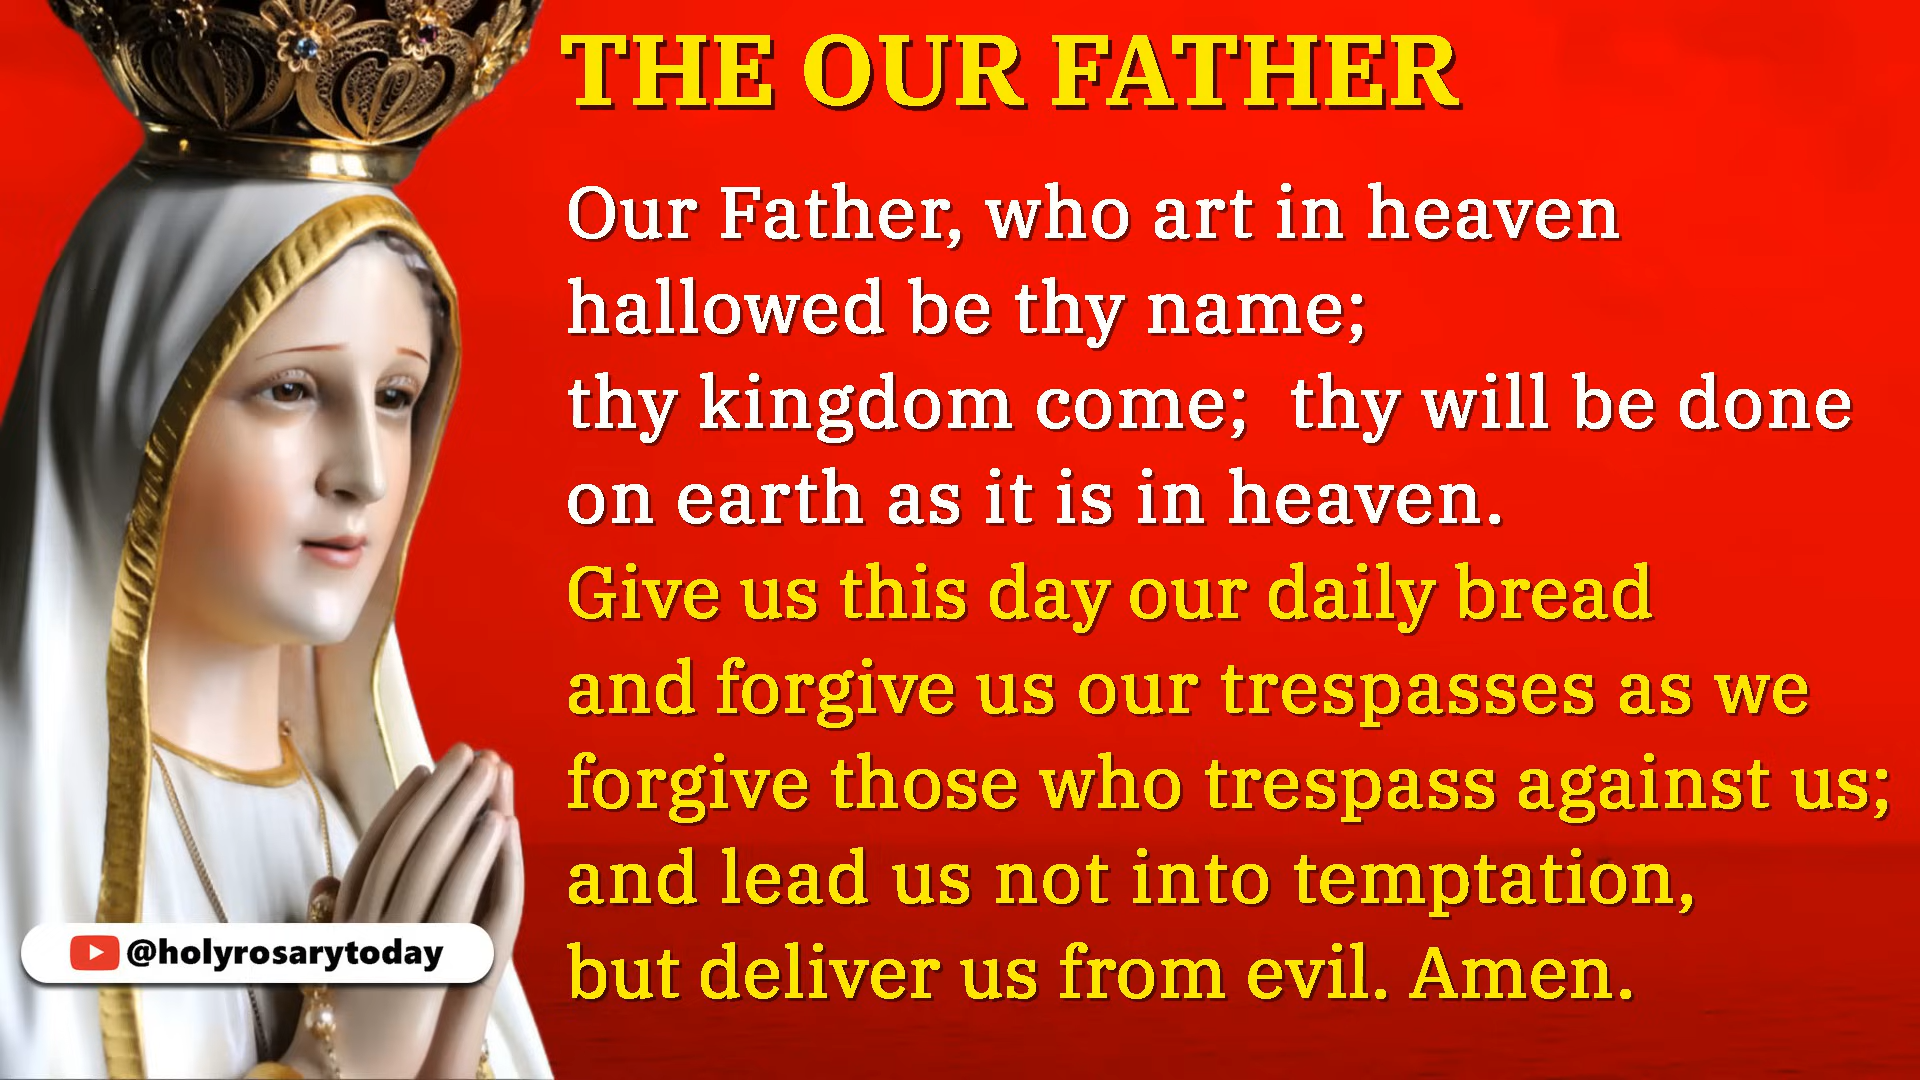 THE OUR FATHER
Our Father, who art in heaven
hallowed be thy name;
thy kingdom come;  thy will be done
on earth as it is in heaven.
Give us this day our daily bread
and forgive us our trespasses as we
forgive those who trespass against us;
and lead us not into temptation,
but deliver us from evil. Amen.
@holyrosarytoday